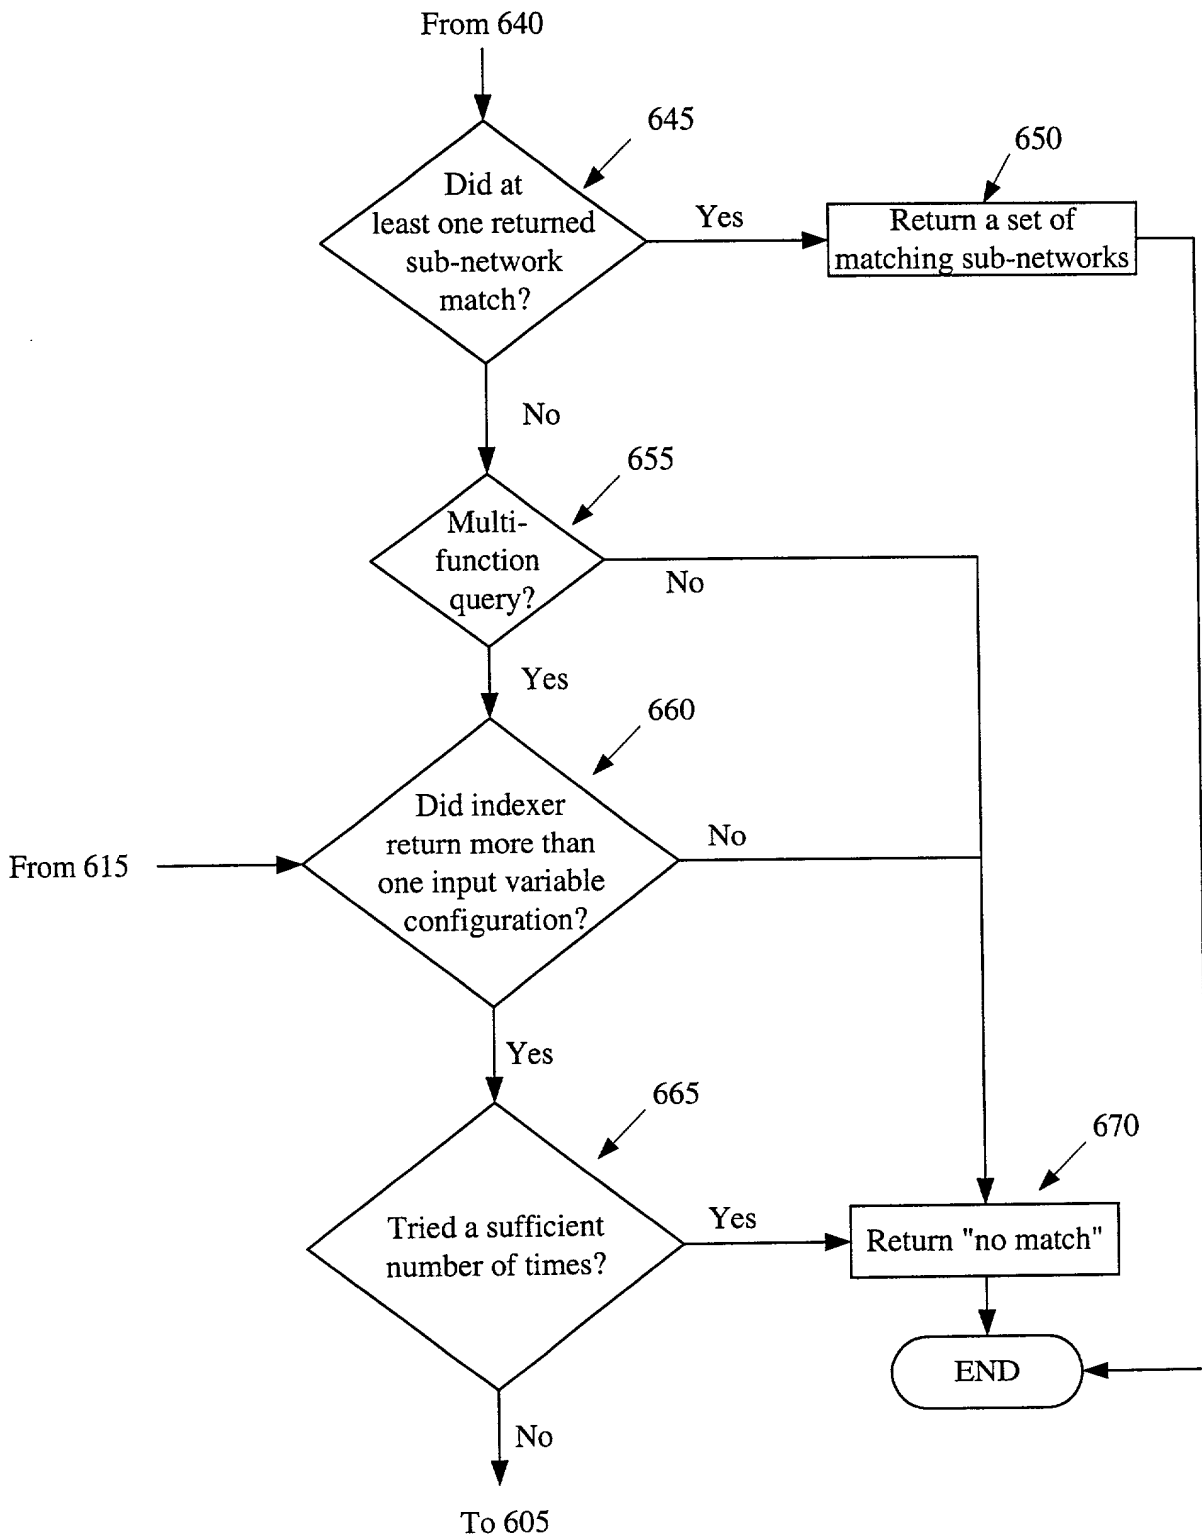 From 640
645
Did at
least one returned
sub-network
match?
Yes
650
Return a set of
matching sub-networks
No
655
Multi-
function
query?
No
Yes
660
Did indexer
return more than
one input variable
configuration?
No
From 615
Yes
665
Tried a sufficient
number of times?
Yes
670
Return "no match"
END
No
To 605